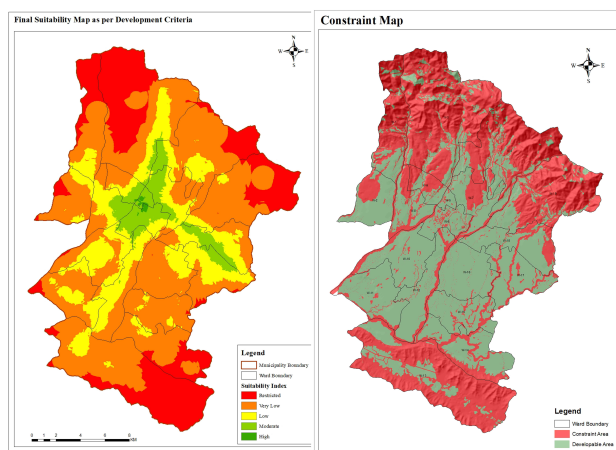 Final Suitability Map as per Development Criteria
N
W E
S
Legend
Municipality Boundary
Ward Boundary
Suitability Index
Restricted
Very Low
Low
Moderate
High
0 1 2 4 6 8
KM
Constraint Map
N
W E
S
Legend
Ward Boundary
Constraint Area
Developable Area